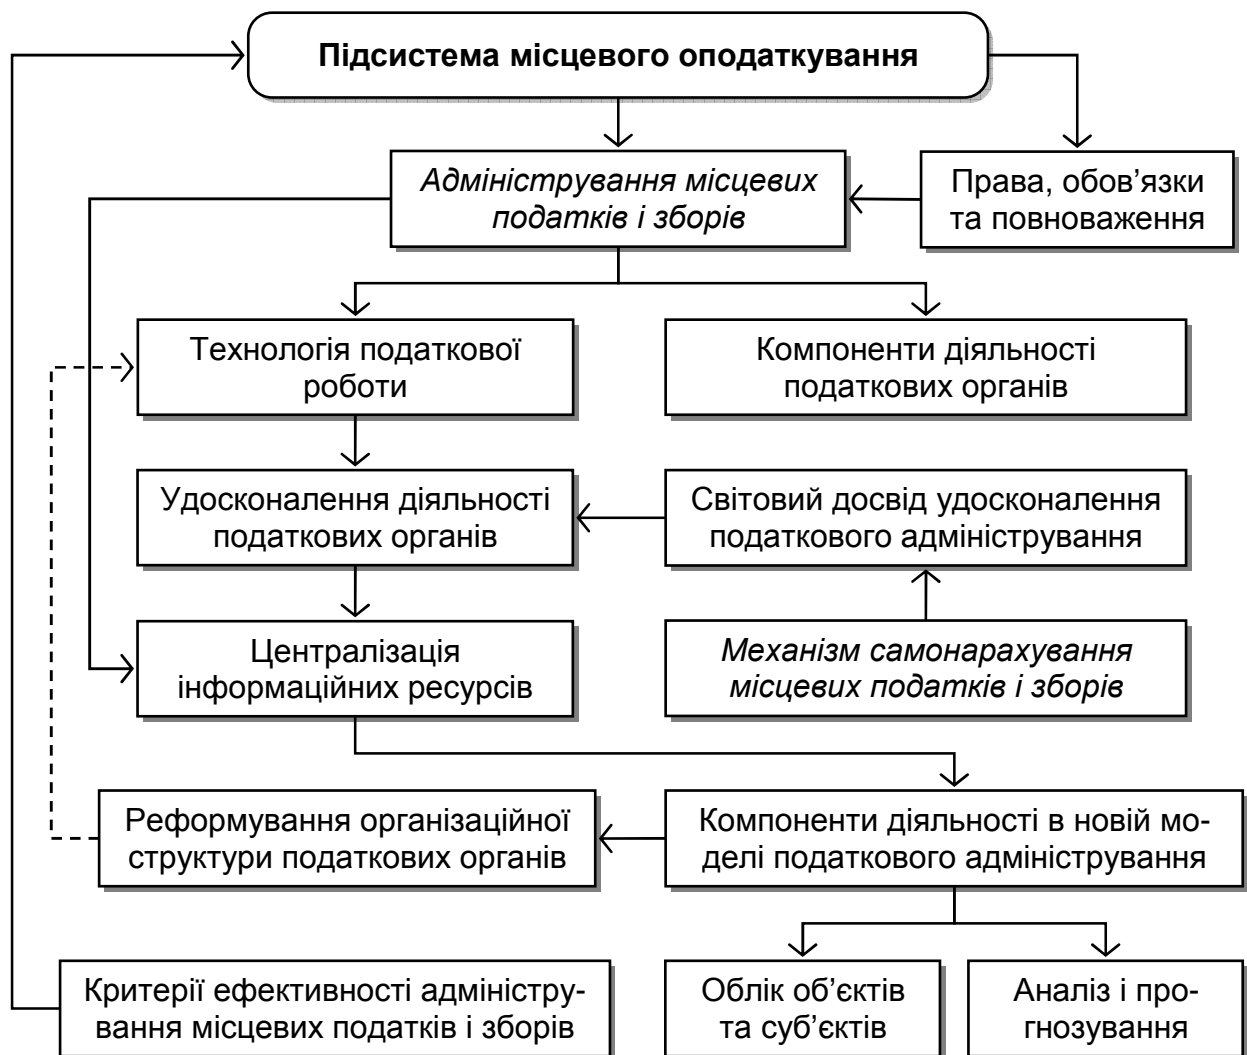 Підсистема місцевого оподаткування
Адміністрування місцевих
податків і зборів
Права, обов’язки
та повноваження
Технологія податкової
роботи
Компоненти діяльності
податкових органів
Удосконалення діяльності
податкових органів
Світовий досвід удосконалення
податкового адміністрування
Централізація
інформаційних ресурсів
Механізм самонарахування
місцевих податків і зборів
Реформування організаційної
структури податкових органів
Компоненти діяльності в новій мо-
делі податкового адміністрування
Критерії ефективності адміністру-
вання місцевих податків і зборів
Облік об’єктів
та суб’єктів
Аналіз і про-
гнозування